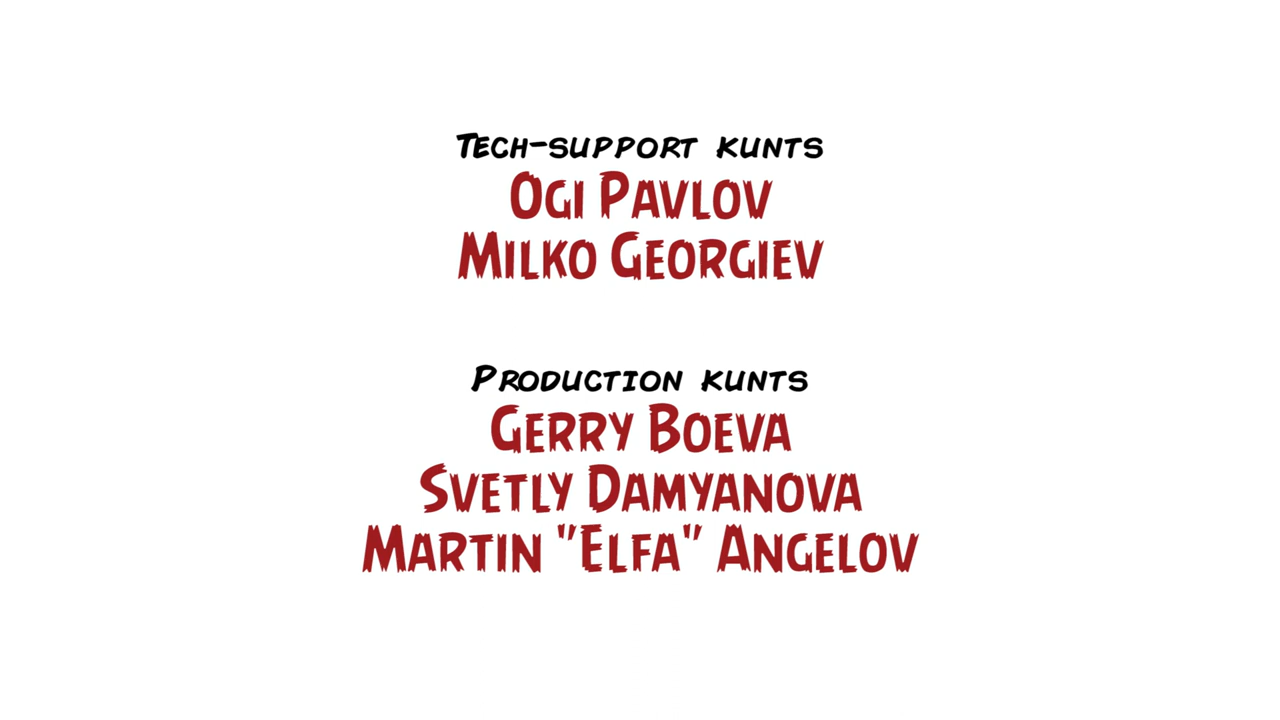 Tech-support kunts
Ogi Pavlov
Milko Georgiev
Production kunts
Gerry Boeva
Svetly Damyanova
Martin "Elfa" Angelov